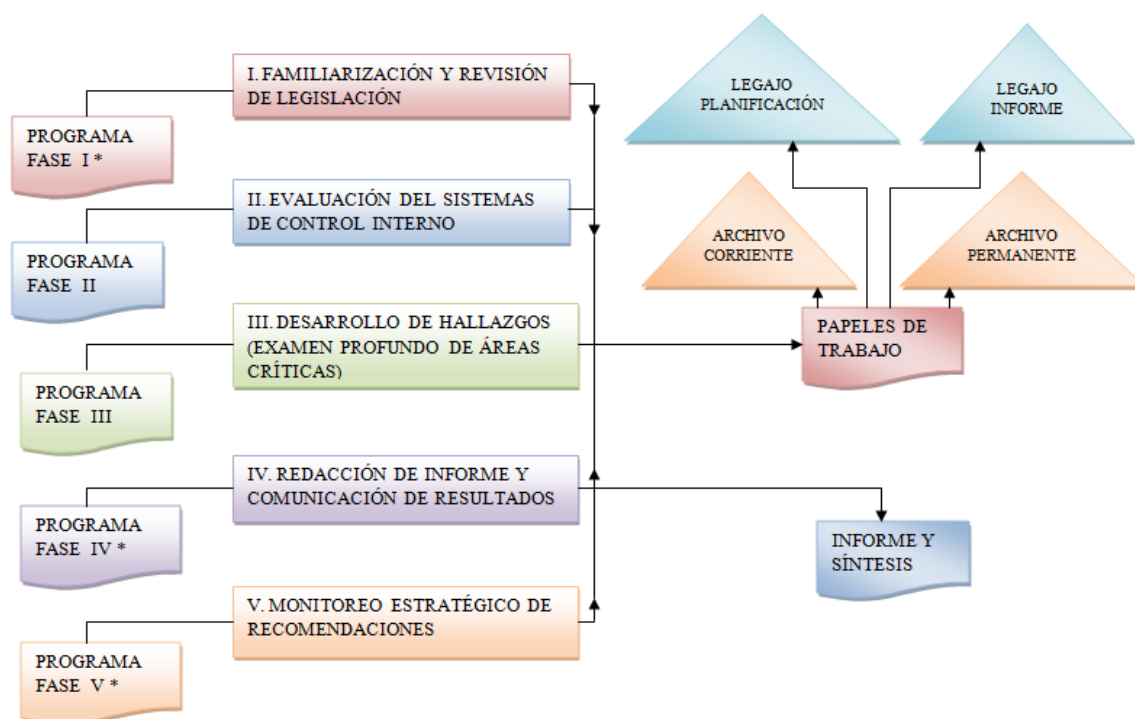 I. FAMILIARIZACIÓN Y REVISIÓN
DE LEGISLACIÓN
PROGRAMA
FASE I *
II. EVALUACIÓN DEL SISTEMAS
DE CONTROL INTERNO
PROGRAMA
FASE II
III. DESARROLLO DE HALLAZGOS
(EXAMEN PROFUNDO DE ÁREAS
CRÍTICAS)
PROGRAMA
FASE III
IV. REDACCIÓN DE INFORME Y
COMUNICACIÓN DE RESULTADOS
PROGRAMA
FASE IV *
V. MONITOREO ESTRATÉGICO DE
RECOMENDACIONES
PROGRAMA
FASE V *
LEGAJO
PLANIFICACIÓN
LEGAJO
INFORME
ARCHIVO
CORRIENTE
ARCHIVO
PERMANENTE
PAPELES DE
TRABAJO
INFORME Y
SÍNTESIS